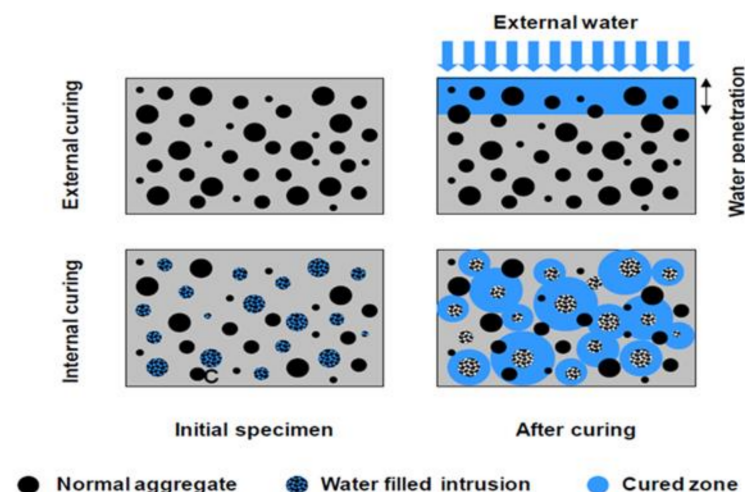 External water
External curing
Water penetration
Internal curing
C
Initial specimen
After curing
Normal aggregate
Water filled intrusion
Cured zone